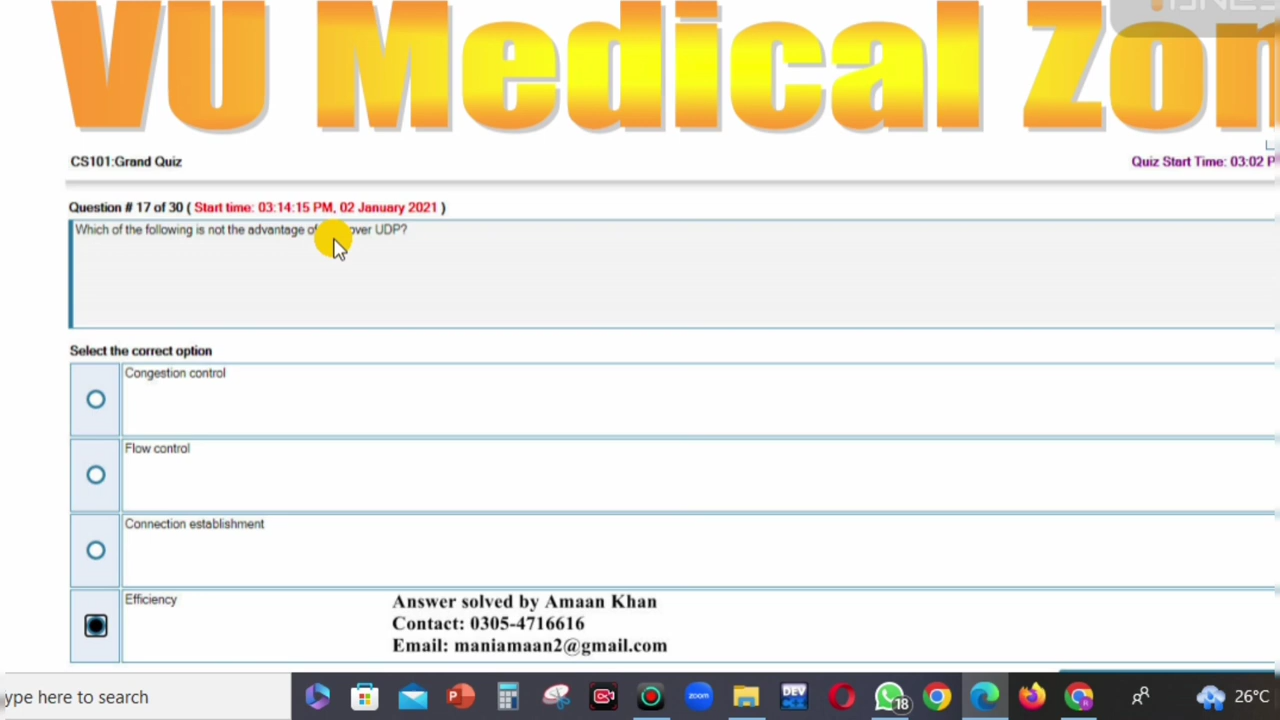 VU Medical Zon
CS101:Grand Quiz
Quiz Start Time: 03:02 P
Question # 17 of 30 ( Start time: 03:14:15 PM, 02 January 2021 )
Which of the following is not the advantage of over UDP?
Select the correct option
Congestion control
Flow control
Connection establishment
Efficiency
Answer solved by Amaan Khan
Contact: 0305-4716616
Email: maniamaan2@gmail.com
ype here to search
zoom
DEV
18
R
26°C